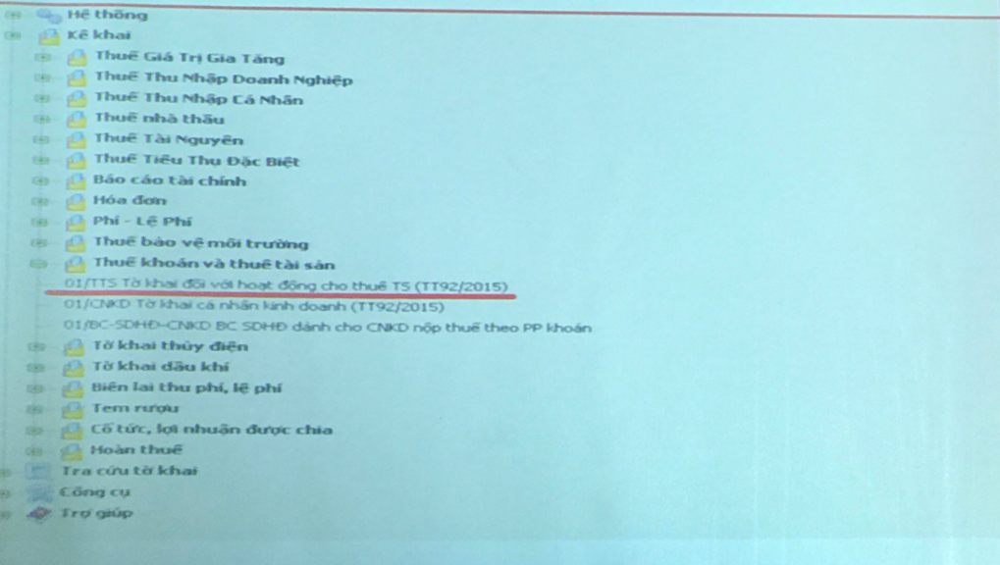 Hệ thống
Kê khai
Thuế Giá Trị Gia Tăng
Thuế Thu Nhập Doanh Nghiệp
Thuế Thu Nhập Cá Nhân
Thuế nhà thầu
Thuế Tài Nguyên
Thuế Tiêu Thụ Đặc Biệt
Báo cáo tài chính
Hóa đơn
Phí - Lệ Phí
Thuế bảo vệ môi trường
Thuế khoán và thuê tài sản
01/TTS Tờ khai đối với hoạt động cho thuê TS (TT92/2015)
01/CNKD Tờ khai cá nhân kinh doanh (TT92/2015)
01/BC-SDHĐ-CNKD BC SDHĐ dành cho CNKD nộp thuế theo PP khoán
Tờ khai thủy điện
Tờ khai dầu khí
Biên lai thu phí, lệ phí
Tem rượu
Cổ tức, lợi nhuận được chia
Hoàn thuế
Tra cứu tờ khai
Công cụ
Trợ giúp